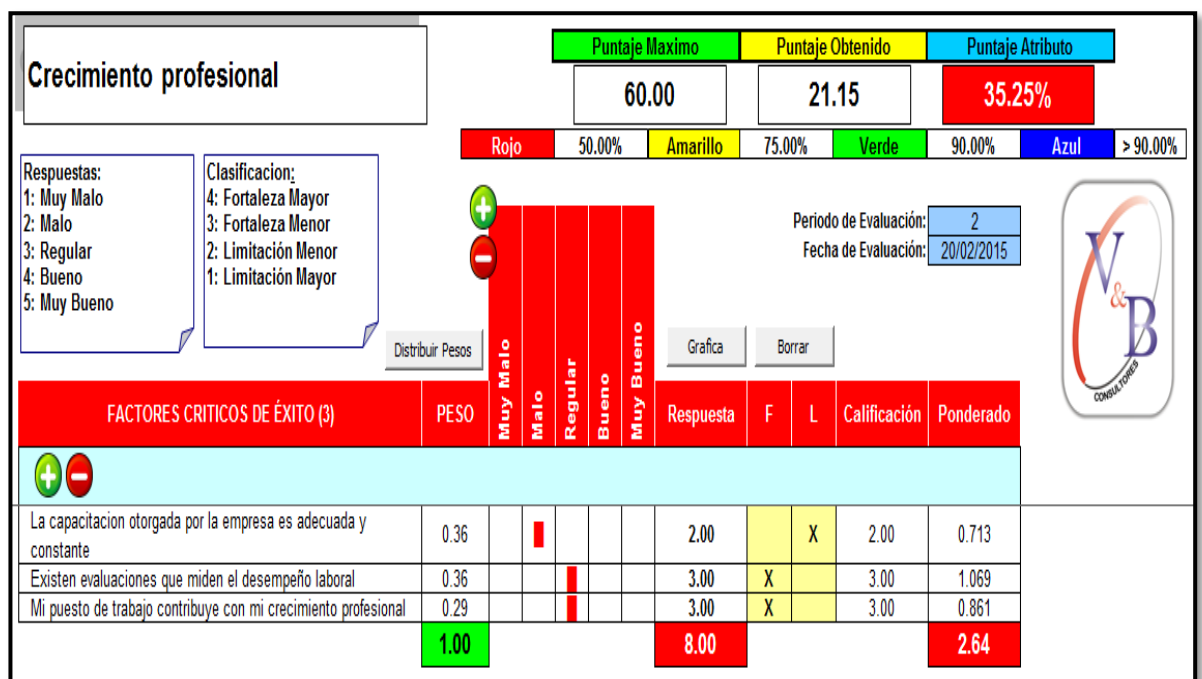 Crecimiento profesional
Puntaje Maximo Puntaje Obtenido Puntaje Atributo
60.00 21.15 35.25%
Rojo 50.00% Amarillo 75.00% Verde 90.00% Azul > 90.00%
Respuestas:
1: Muy Malo
2: Malo
3: Regular
4: Bueno
5: Muy Bueno
Clasificacion:
4: Fortaleza Mayor
3: Fortaleza Menor
2: Limitación Menor
1: Limitación Mayor
Periodo de Evaluación: 2
Fecha de Evaluación: 20/02/2015
V&B
CONSULTORES
Distribuir Pesos
Grafica
Borrar
FACTORES CRITICOS DE ÉXITO (3) PESO Muy Malo Malo Regular Bueno Muy Bueno Respuesta F L Calificación Ponderado
La capacitacion otorgada por la empresa es adecuada y
constante 0.36 2.00 X 2.00 0.713
Existen evaluaciones que miden el desempeño laboral 0.36 3.00 X 3.00 1.069
Mi puesto de trabajo contribuye con mi crecimiento profesional 0.29 3.00 X 3.00 0.861
1.00 8.00 2.64